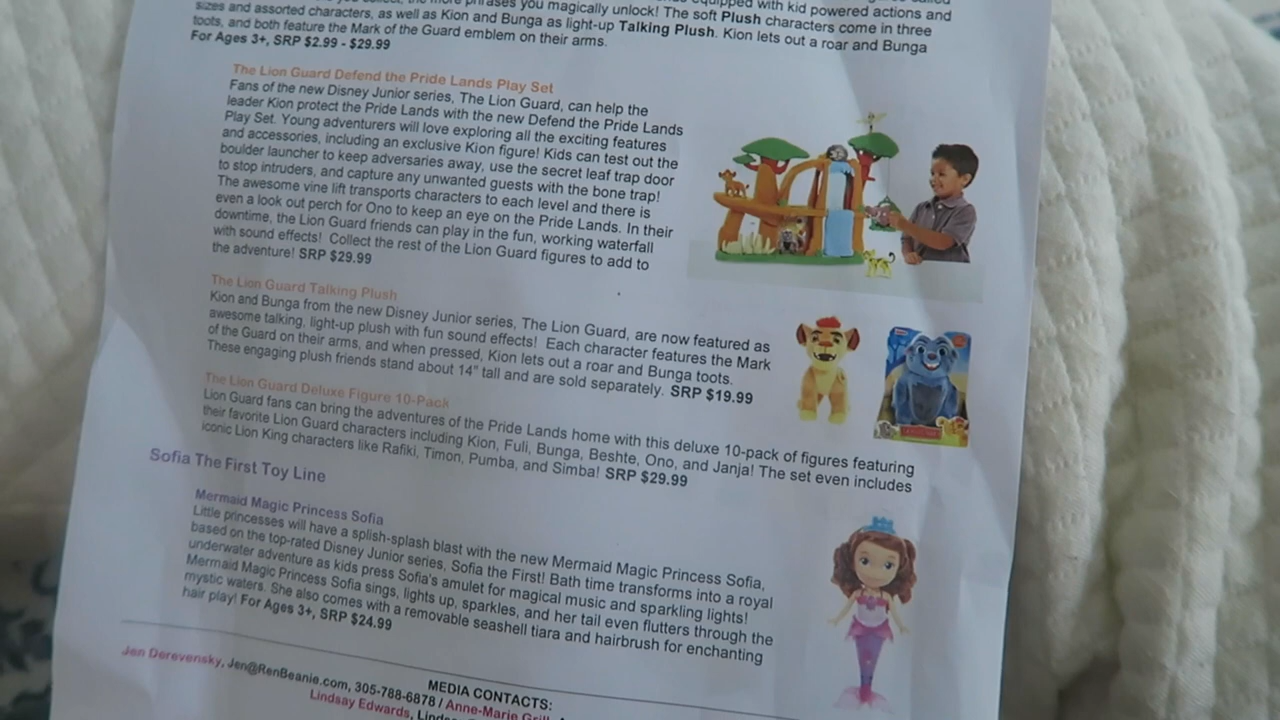 phrases you magically unlock! The soft Plush characters come in three
sizes and assorted characters, as well as Kion and Bunga as light-up Talking Plush. Kion lets out a roar and Bunga
toots, and both feature the Mark of the Guard emblem on their arms.
For Ages 3+, SRP $2.99 - $29.99
The Lion Guard Defend the Pride Lands Play Set
Fans of the new Disney Junior series, The Lion Guard, can help the
leader Kion protect the Pride Lands with the new Defend the Pride Lands
Play Set. Young adventurers will love exploring all the exciting features
and accessories, including an exclusive Kion figure! Kids can test out the
boulder launcher to keep adversaries away, use the secret leaf trap door
to stop intruders, and capture any unwanted guests with the bone trap!
The awesome vine lift transports characters to each level and there is
even a look out perch for Ono to keep an eye on the Pride Lands. In their
downtime, the Lion Guard friends can play in the fun, working waterfall
with sound effects! Collect the rest of the Lion Guard figures to add to
the adventure! SRP $29.99
The Lion Guard Talking Plush
Kion and Bunga from the new Disney Junior series, The Lion Guard, are now featured as
awesome talking, light-up plush with fun sound effects! Each character features the Mark
of the Guard on their arms, and when pressed, Kion lets out a roar and Bunga toots.
These engaging plush friends stand about 14" tall and are sold separately. SRP $19.99
The Lion Guard Deluxe Figure 10-Pack
Lion Guard fans can bring the adventures of the Pride Lands home with this deluxe 10-pack of figures featuring
their favorite Lion Guard characters including Kion, Fuli, Bunga, Beshte, Ono, and Janja! The set even includes
iconic Lion King characters like Rafiki, Timon, Pumba, and Simba! SRP $29.99
Sofia The First Toy Line
Mermaid Magic Princess Sofia
Little princesses will have a splish-splash blast with the new Mermaid Magic Princess Sofia,
based on the top-rated Disney Junior series, Sofia the First! Bath time transforms into a royal
underwater adventure as kids press Sofia's amulet for magical music and sparkling lights!
Mermaid Magic Princess Sofia sings, lights up, sparkles, and her tail even flutters through the
mystic waters. She also comes with a removable seashell tiara and hairbrush for enchanting
hair play! For Ages 3+, SRP $24.99
MEDIA CONTACTS:
Jen Derevensky, Jen@RenBeanie.com, 305-788-6878 / Anne-Marie
Lindsay Edwards,